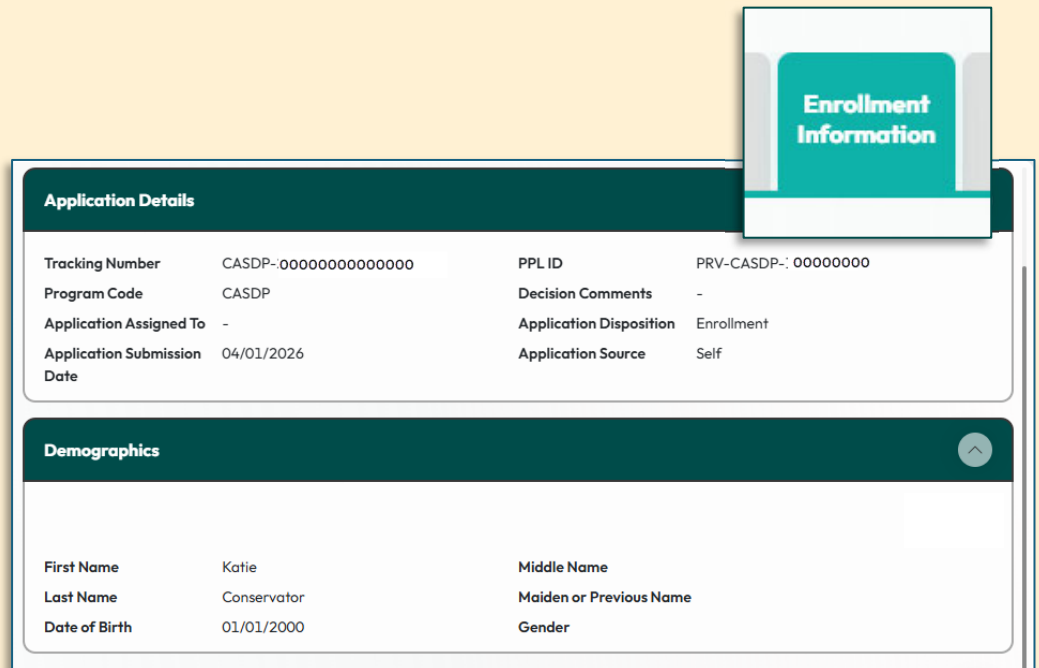 Enrollment
Information
Application Details
Tracking Number CASDP-:00000000000000 PPL ID PRV-CASDP-: 00000000
Program Code CASDP Decision Comments -
Application Assigned To - Application Disposition Enrollment
Application Submission 04/01/2026 Application Source Self
Date
Demographics
First Name Katie Middle Name
Last Name Conservator Maiden or Previous Name
Date of Birth 01/01/2000 Gender